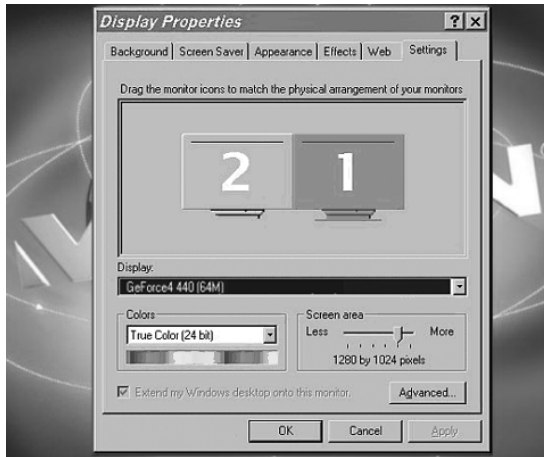 Display Properties
Background Screen Saver Appearance Effects Web Settings
Drag the monitor icons to match the physical arrangement of your monitors
2 1
Display:
GeForce4 440 (64M)
Colors Screen area
True Color (24 bit) Less More
1280 by 1024 pixels
Extend my Windows desktop onto this monitor.
Advanced...
OK Cancel Apply